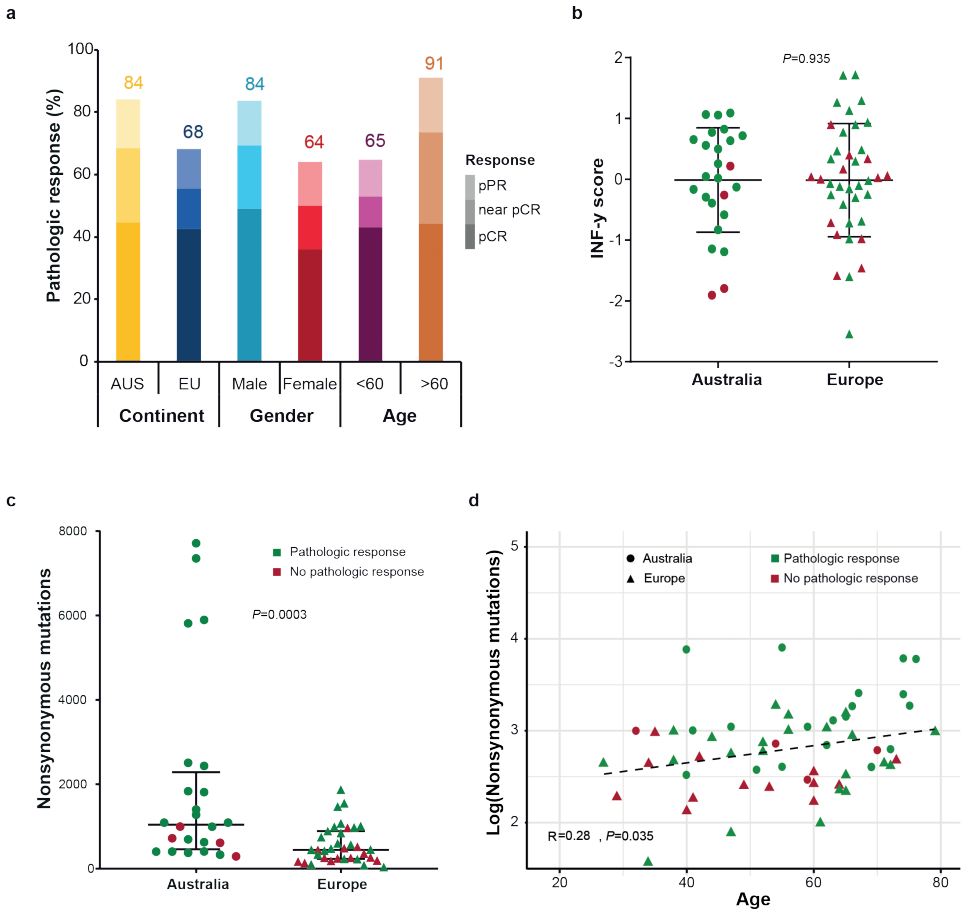 a
Pathologic response (%)
100
80
60
40
20
0
84
68
84
64
65
91
Response
pPR
near pCR
pCR
AUS
EU
Male
Female
<60
>60
Continent
Gender
Age
b
INF-y score
2
1
0
-1
-2
-3
P=0.935
Australia
Europe
c
Nonsynonymous mutations
8000
6000
4000
2000
0
Pathologic response
No pathologic response
P=0.0003
Australia
Europe
d
Log(Nonsynonymous mutations)
5
4
3
2
Australia
Europe
Pathologic response
No pathologic response
R=0.28 , P=0.035
20
40
60
80
Age